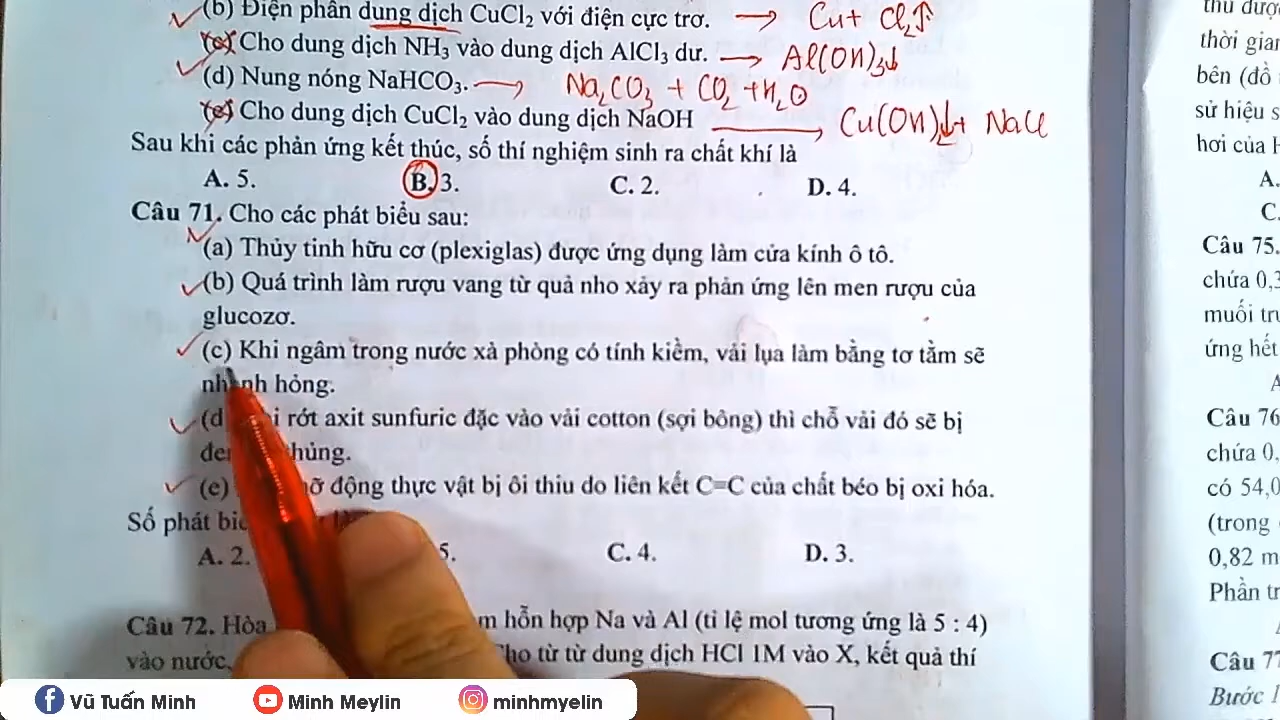 (b) Điện phân dung dịch CuCl₂ với điện cực trơ. → Cu + Cl₂↑
(c) Cho dung dịch NH₃ vào dung dịch AlCl₃ dư. → Al(OH)₃↓
(d) Nung nóng NaHCO₃. → Na₂CO₃ + CO₂ + H₂O
(e) Cho dung dịch CuCl₂ vào dung dịch NaOH → Cu(OH)₂↓ + NaCl
Sau khi các phản ứng kết thúc, số thí nghiệm sinh ra chất khí là
A. 5. B. 3. C. 2. D. 4.
Câu 71. Cho các phát biểu sau:
(a) Thủy tinh hữu cơ (plexiglas) được ứng dụng làm cửa kính ô tô.
(b) Quá trình làm rượu vang từ quả nho xảy ra phản ứng lên men rượu của
glucozơ.
(c) Khi ngâm trong nước xà phòng có tính kiềm, vải lụa làm bằng tơ tằm sẽ
nhanh hỏng.
(d) rớt axit sunfuric đặc vào vải cotton (sợi bông) thì chỗ vải đó sẽ bị
thủng.
(e) mỡ động thực vật bị ôi thiu do liên kết C=C của chất béo bị oxi hóa.
Số phát
A. 2. 5. C. 4. D. 3.
Câu 72. Hòa hỗn hợp Na và Al (tỉ lệ mol tương ứng là 5 : 4)
vào nước, Cho từ từ dung dịch HCl 1M vào X, kết quả thí
thu được
thời gian
bên (đồ
sử hiệu s
hơi của
A.
C.
Câu 75.
chứa 0,3
muối
ứng hết
Câu 76
chứa 0,
có 54,0
(trong
0,82 m
Phần
Câu 77
Bước 1
Vũ Tuấn Minh Minh Meylin minhmyelin